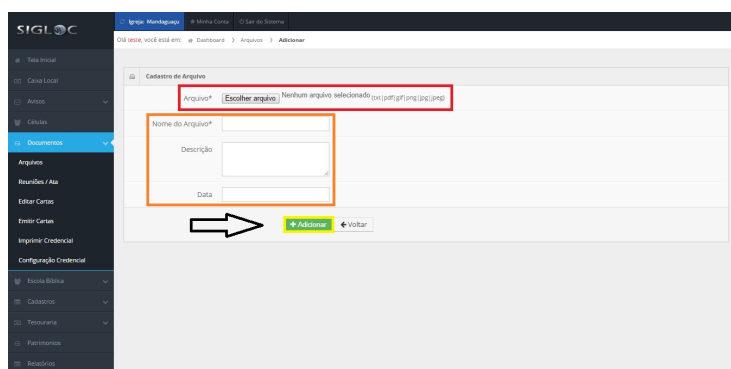 SIGLOC
Igreja: Mandaguaçu Minha Conta Sair do Sistema
Olá teste, você está em: Dashboard > Arquivos > Adicionar
Tela Inicial
Caixa Local
Avisos
Células
Documentos
Arquivos
Reuniões / Ata
Editar Cartas
Emitir Cartas
Imprimir Credencial
Configuração Credencial
Escola Bíblica
Cadastros
Tesouraria
Patrimonios
Relatórios
Cadastro de Arquivo
Arquivo* Escolher arquivo Nenhum arquivo selecionado (txt|pdf|gif|png|jpg|jpeg)
Nome do Arquivo*
Descrição
Data
+ Adicionar Voltar